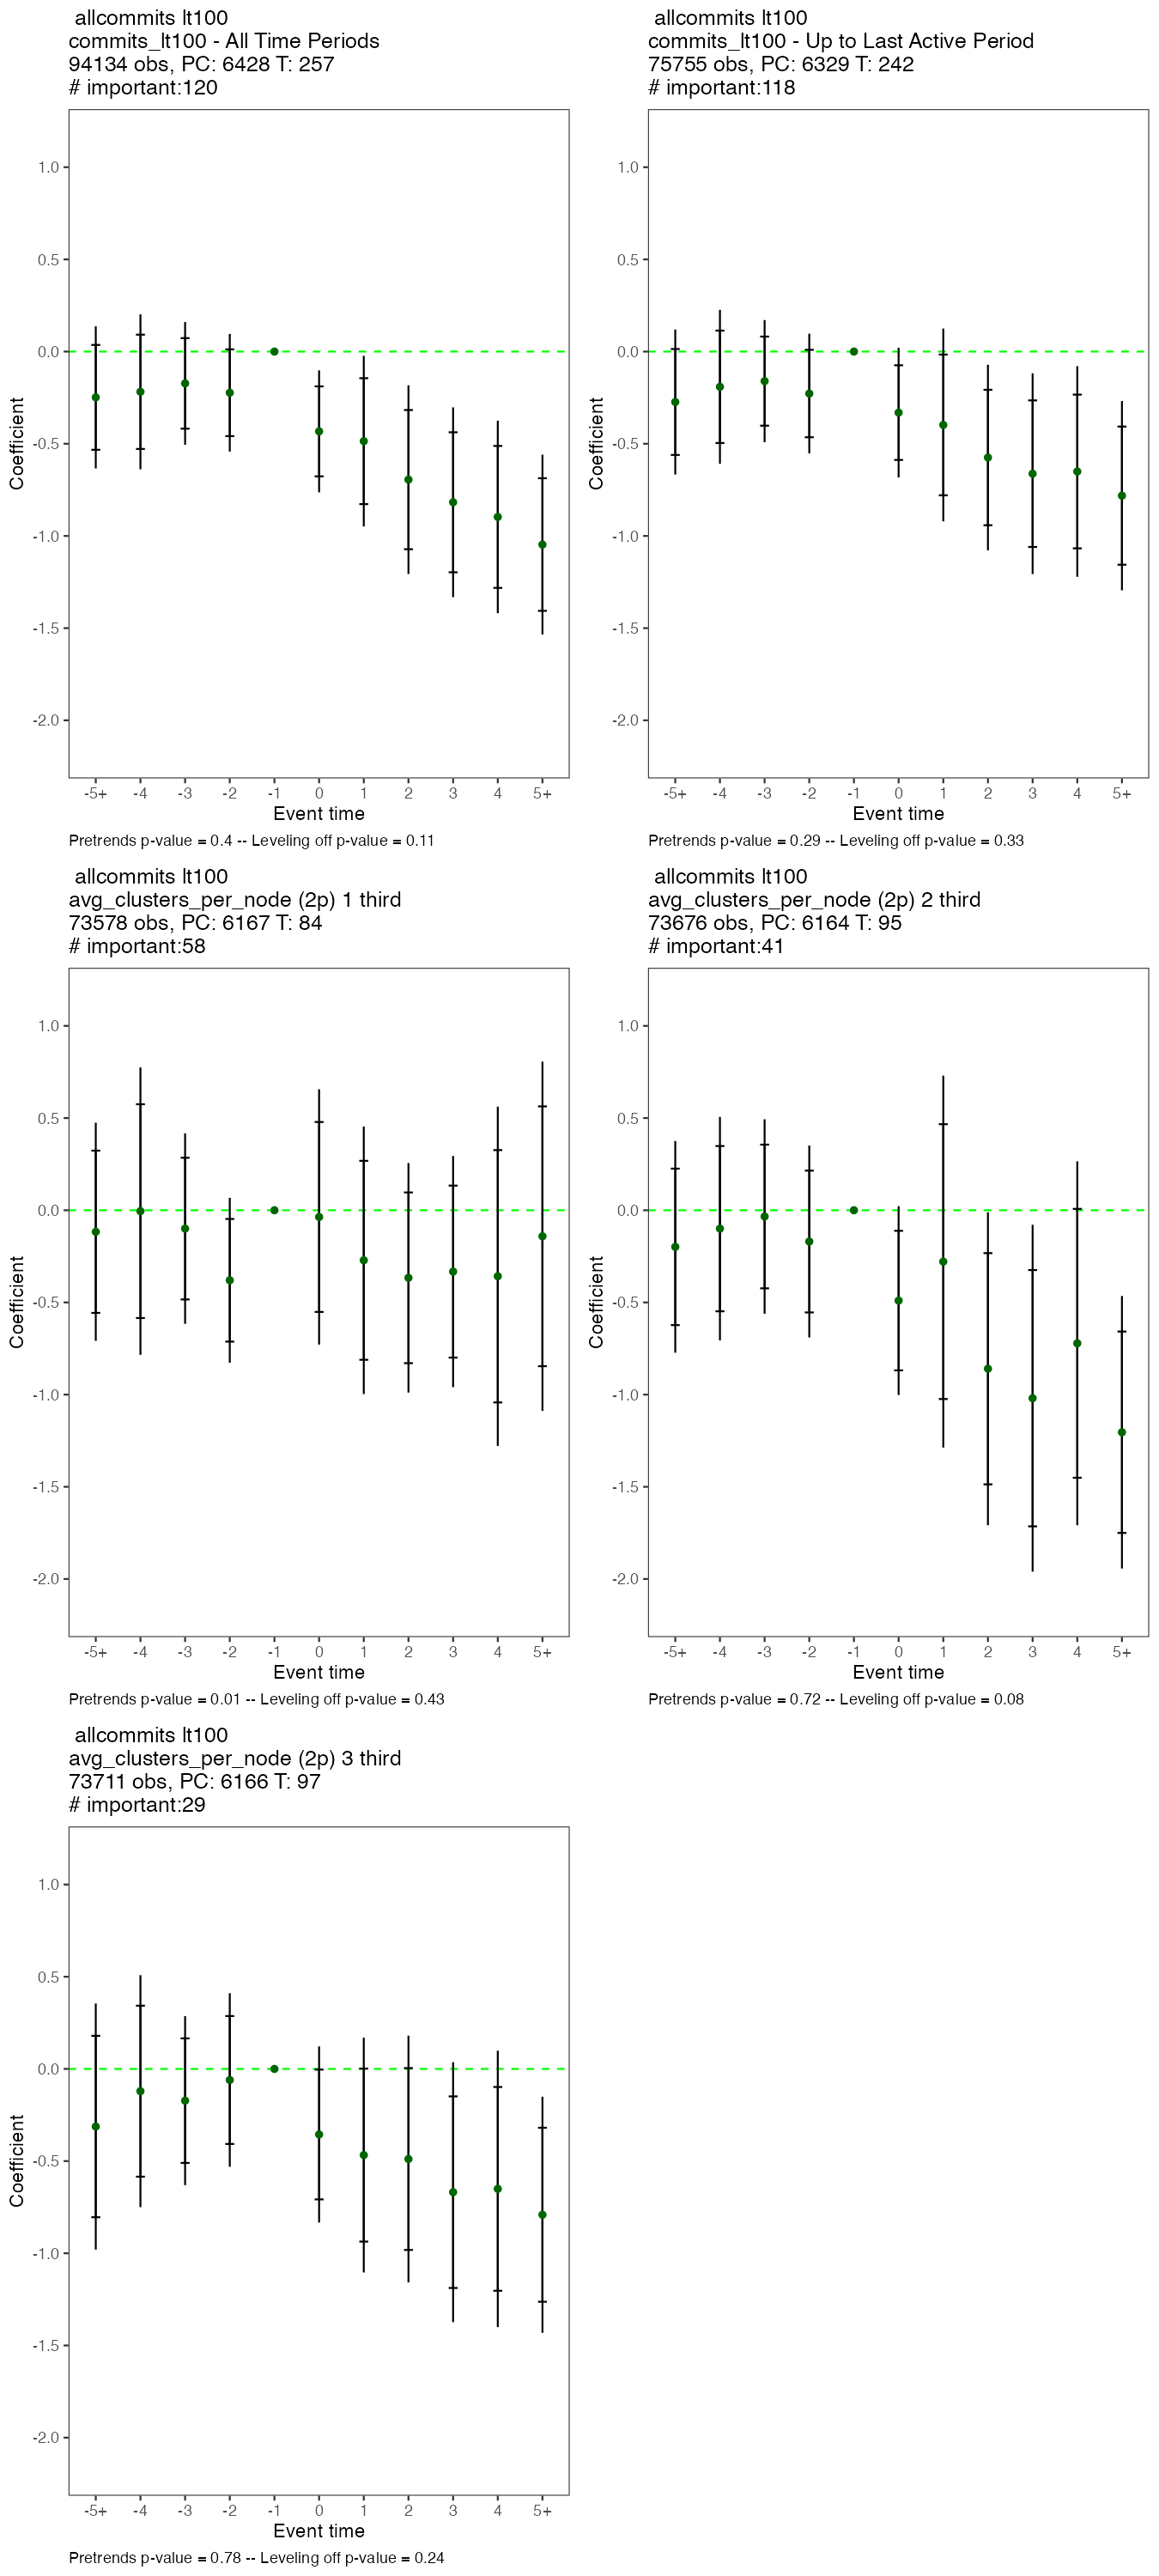 allcommits lt100
commits_lt100 - All Time Periods
94134 obs, PC: 6428 T: 257
# important:120
1.0
0.5
0.0
-0.5
-1.0
-1.5
-2.0
Coefficient
-5+ -4 -3 -2 -1 0 1 2 3 4 5+
Event time
Pretrends p-value = 0.4 -- Leveling off p-value = 0.11
allcommits lt100
commits_lt100 - Up to Last Active Period
75755 obs, PC: 6329 T: 242
# important:118
1.0
0.5
0.0
-0.5
-1.0
-1.5
-2.0
Coefficient
-5+ -4 -3 -2 -1 0 1 2 3 4 5+
Event time
Pretrends p-value = 0.29 -- Leveling off p-value = 0.33
allcommits lt100
avg_clusters_per_node (2p) 1 third
73578 obs, PC: 6167 T: 84
# important:58
1.0
0.5
0.0
-0.5
-1.0
-1.5
-2.0
Coefficient
-5+ -4 -3 -2 -1 0 1 2 3 4 5+
Event time
Pretrends p-value = 0.01 -- Leveling off p-value = 0.43
allcommits lt100
avg_clusters_per_node (2p) 2 third
73676 obs, PC: 6164 T: 95
# important:41
1.0
0.5
0.0
-0.5
-1.0
-1.5
-2.0
Coefficient
-5+ -4 -3 -2 -1 0 1 2 3 4 5+
Event time
Pretrends p-value = 0.72 -- Leveling off p-value = 0.08
allcommits lt100
avg_clusters_per_node (2p) 3 third
73711 obs, PC: 6166 T: 97
# important:29
1.0
0.5
0.0
-0.5
-1.0
-1.5
-2.0
Coefficient
-5+ -4 -3 -2 -1 0 1 2 3 4 5+
Event time
Pretrends p-value = 0.78 -- Leveling off p-value = 0.24